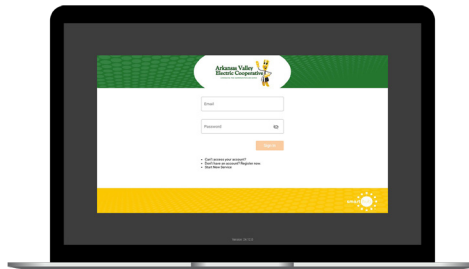 Arkansas Valley
Electric Cooperative
Email
Password
Sign In
Can't access your account?
Don't have an account? Register now
Start New Service